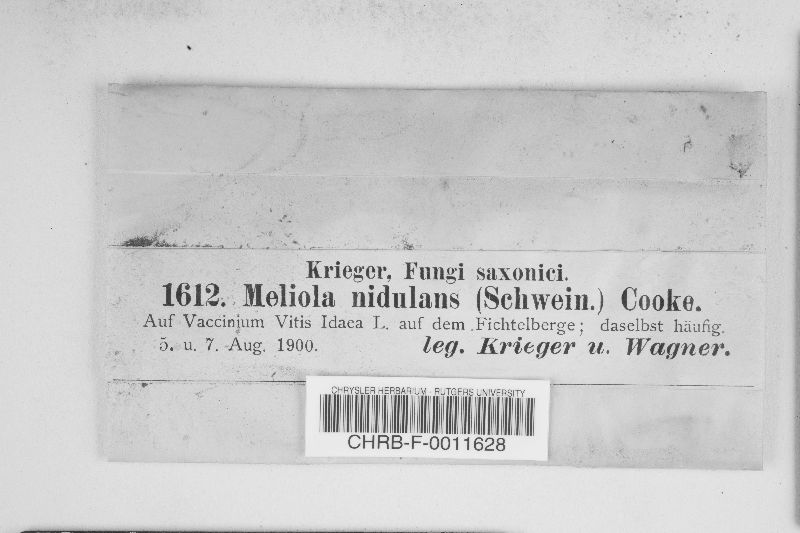 Krieger, Fungi saxonici.
1612. Meliola nidulans (Schwein.) Cooke.
Auf Vaccinium Vitis Idaea L. auf dem Fichtelberge; daselbst häufig.
5. u. 7. Aug. 1900. leg. Krieger u. Wagner.
CHRYSLER HERBARIUM - RUTGERS UNIVERSITY
CHRB-F-0011628